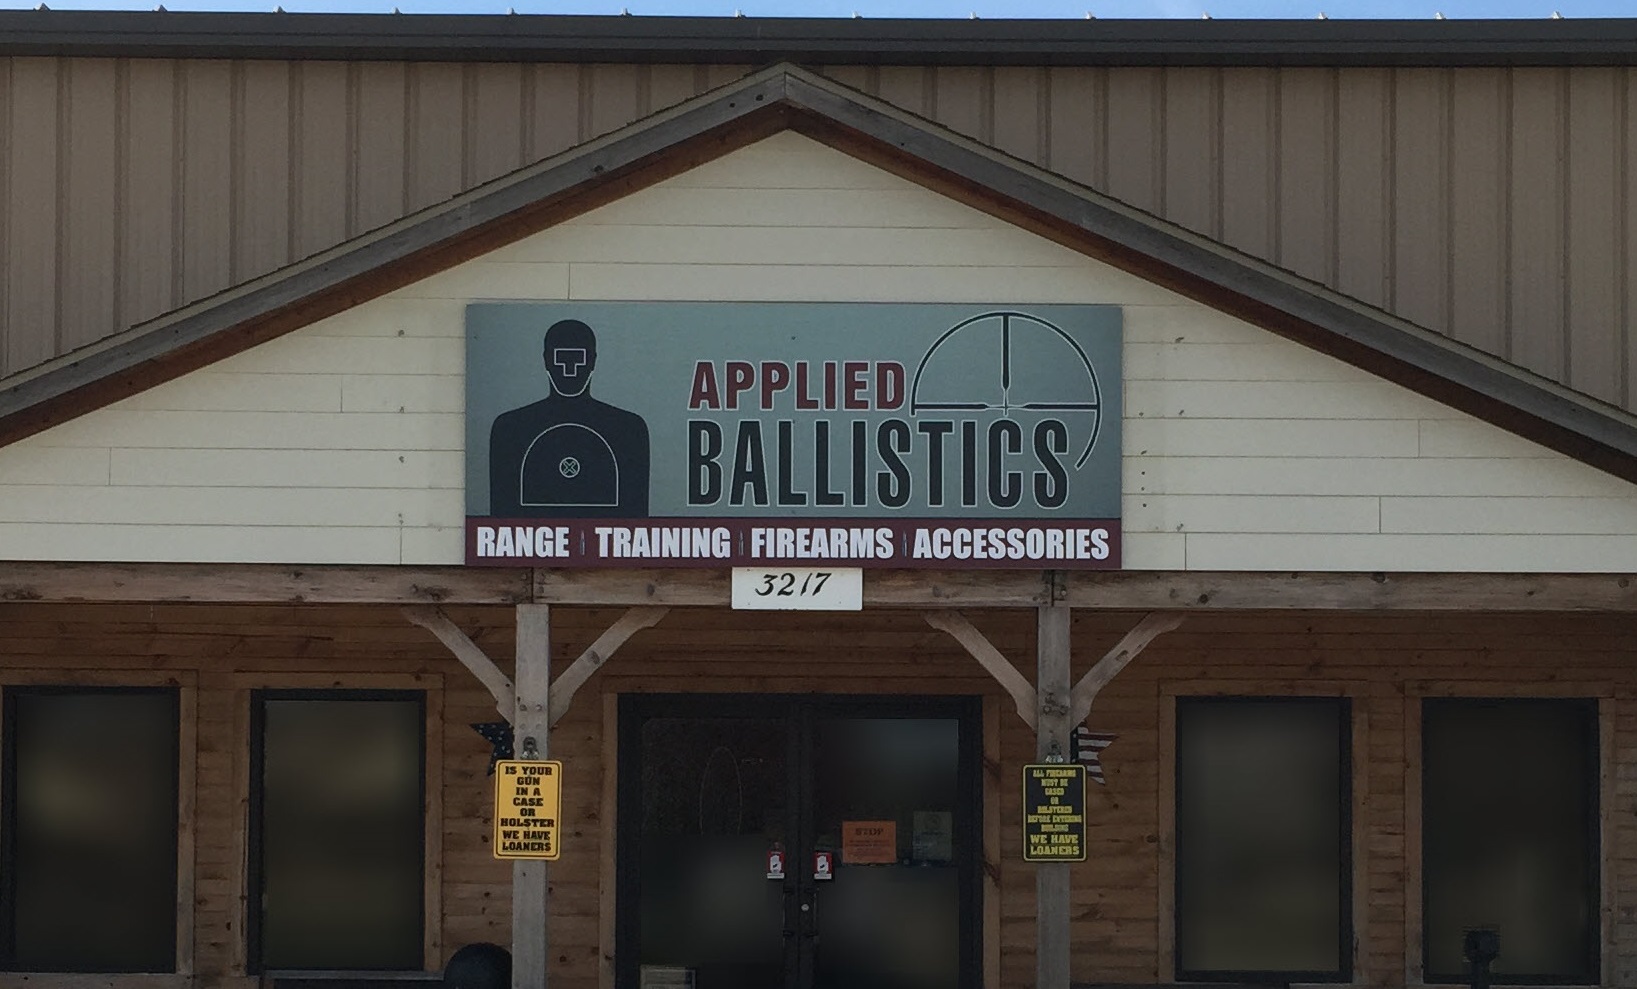 APPLIED
BALLISTICS
RANGE TRAINING FIREARMS ACCESSORIES
3217
IS YOUR
GUN
IN A
CASE
OR
HOLSTER
WE HAVE
LOANERS
ALL FIREARMS
MUST BE
CASED
OR
HOLSTERED
BEFORE ENTERING
BUILDING
WE HAVE
LOANERS
STOP